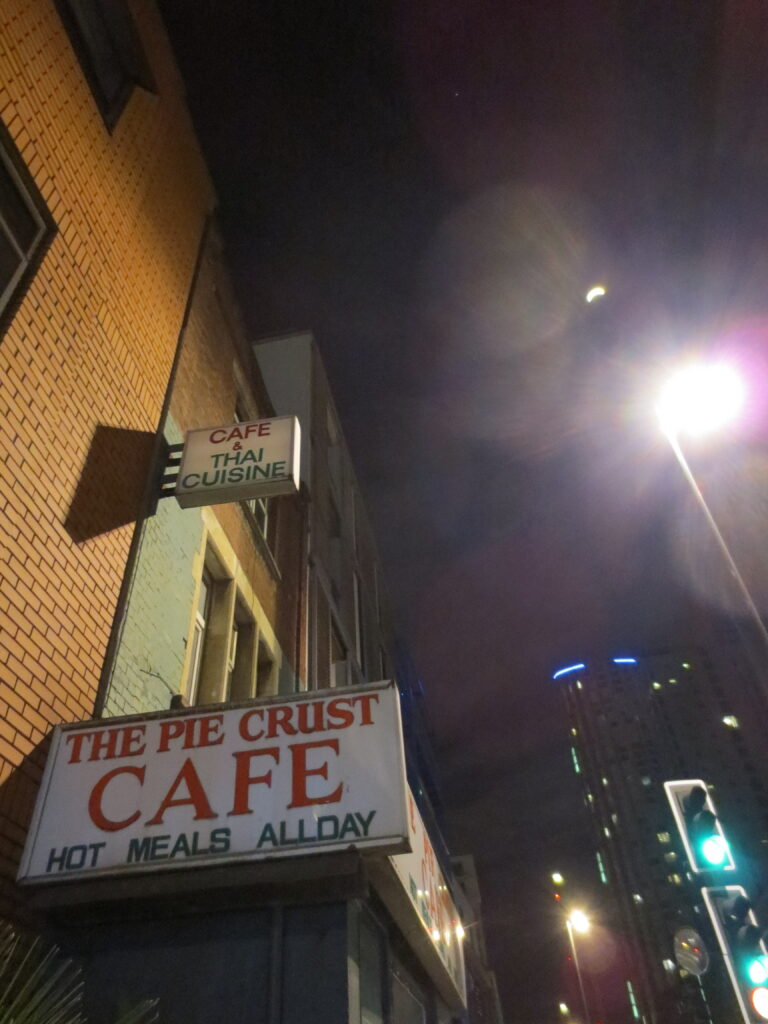 CAFE
&
THAI
CUISINE
THE PIE CRUST
CAFE
HOT MEALS ALLDAY